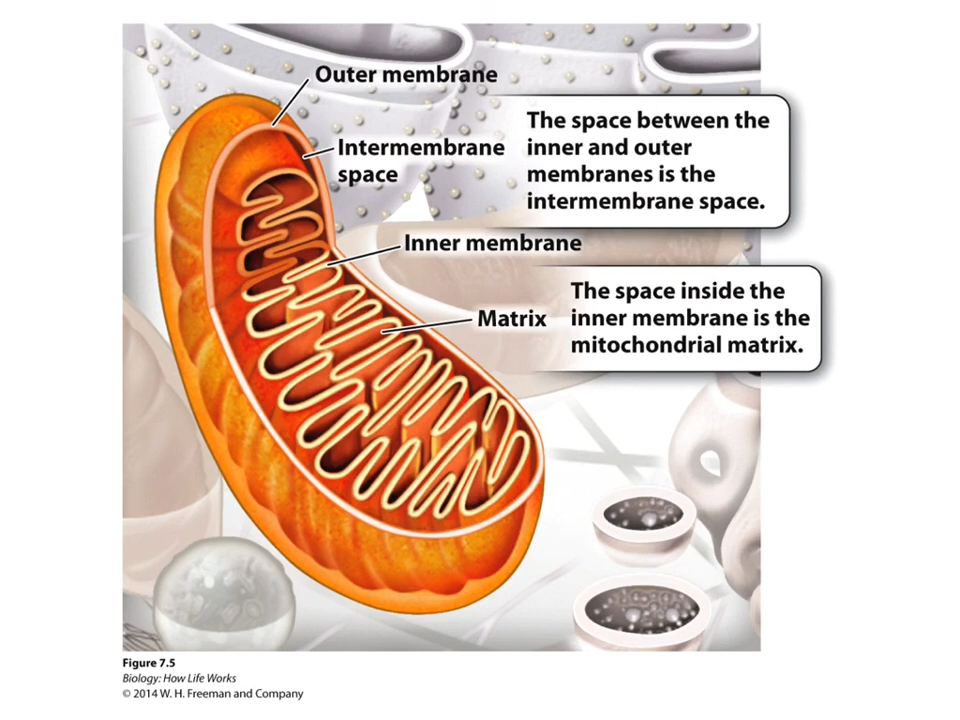 Outer membrane
Intermembrane
space
The space between the
inner and outer
membranes is the
intermembrane space.
Inner membrane
Matrix
The space inside the
inner membrane is the
mitochondrial matrix.
Figure 7.5
Biology: How Life Works
© 2014 W. H. Freeman and Company